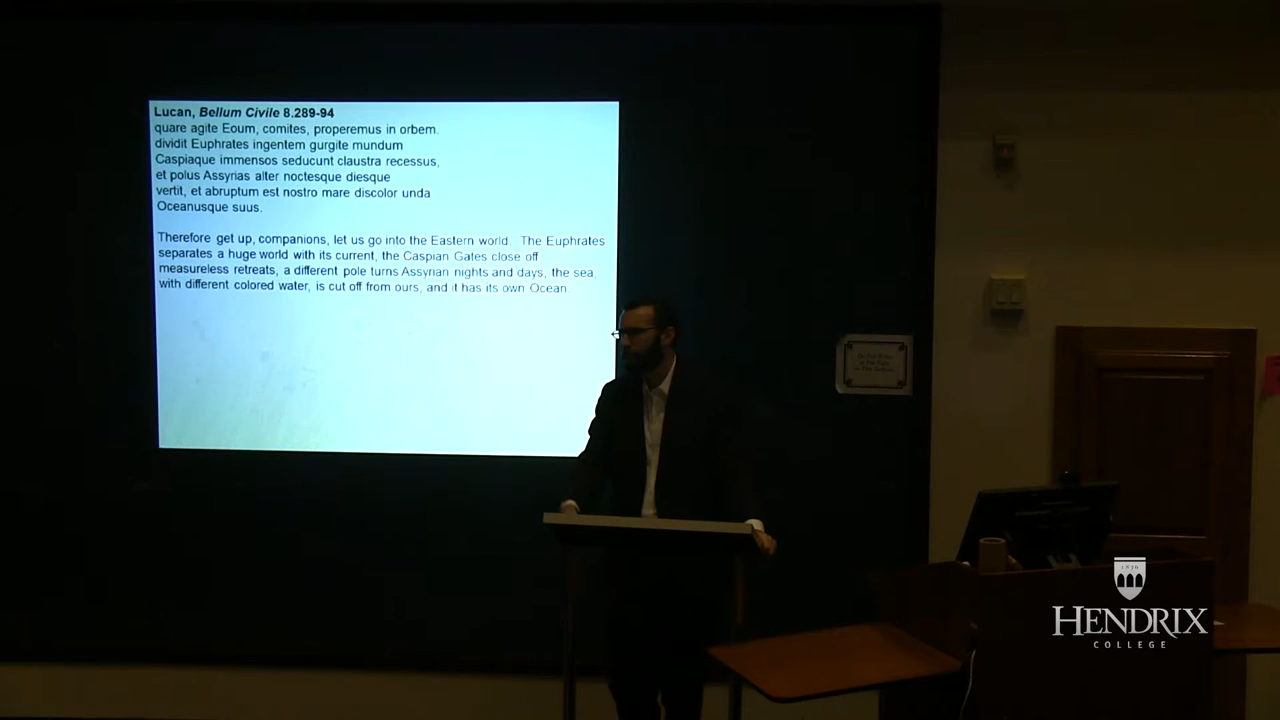 Lucan, Bellum Civile 8.289-94
quare agite Eoum, comites, properemus in orbem.
dividit Euphrates ingentem gurgite mundum
Caspiaque immensos seducunt claustra recessus,
et polus Assyrias alter noctesque diesque
vertit, et abruptum est nostro mare discolor unda
Oceanusque suus.
Therefore get up, companions, let us go into the Eastern world. The Euphrates
separates a huge world with its current, the Caspian Gates close off
measureless retreats, a different pole turns Assyrian nights and days, the sea,
with different colored water, is cut off from ours, and it has its own Ocean.
1876
HENDRIX
COLLEGE